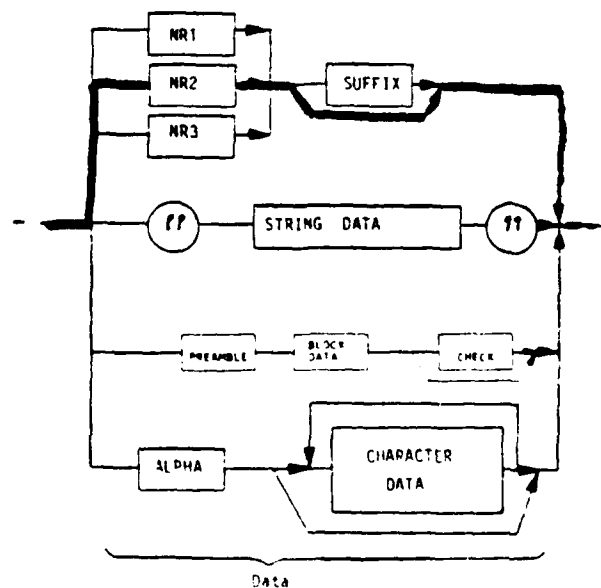 NR1
NR2
SUFFIX
NR3
"
STRING DATA
"
PREAMBLE
BLOCK
DATA
CHECK
ALPHA
CHARACTER
DATA
Data